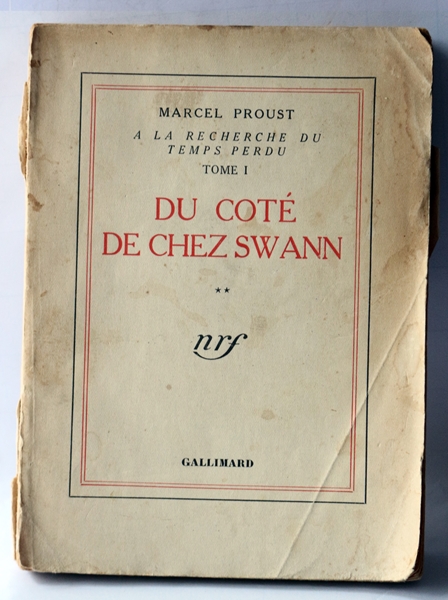 MARCEL PROUST
A LA RECHERCHE DU
TEMPS PERDU
TOME I
DU COTÉ
DE CHEZ SWANN
**
nrf
GALLIMARD